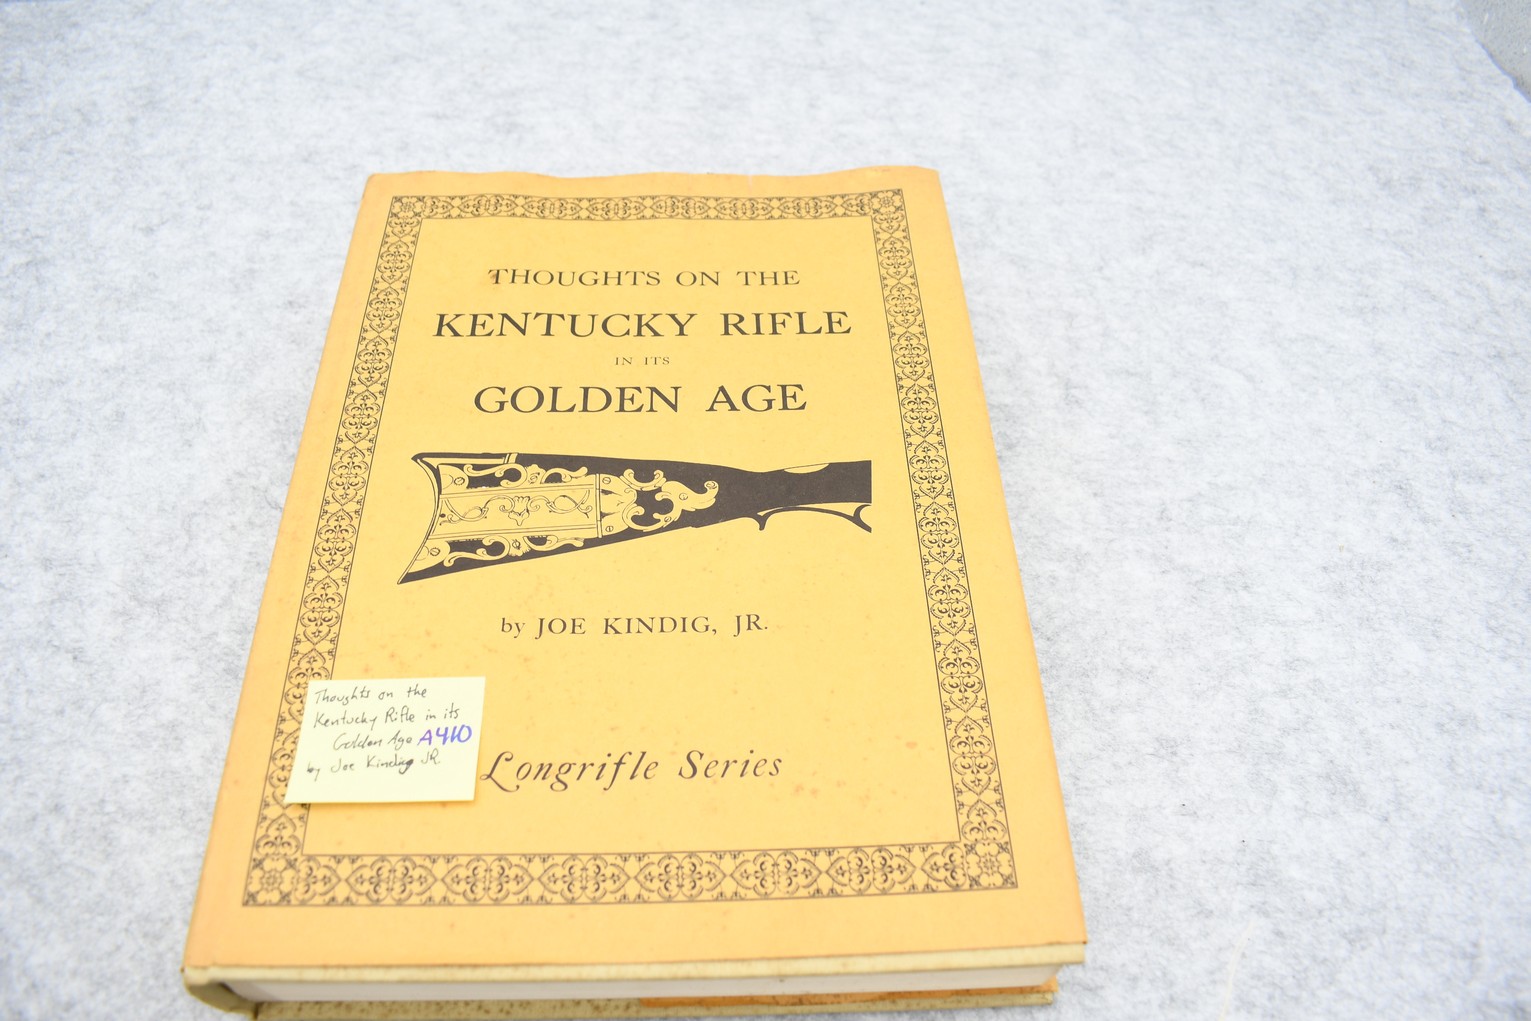 THOUGHTS ON THE
KENTUCKY RIFLE
IN ITS
GOLDEN AGE
by JOE KINDIG, JR.
Longrifle Series
Thoughts on the
Kentucky Rifle in its
Golden Age A410
by Joe Kindig JR.